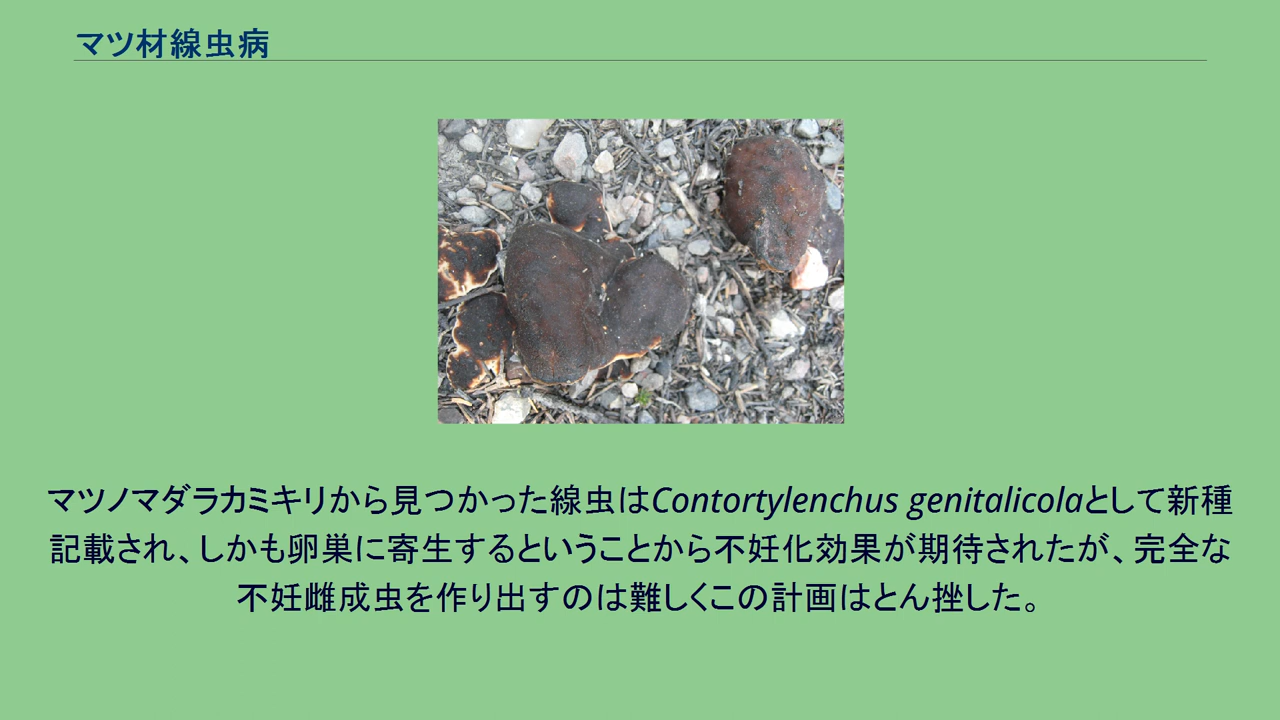 マツ材線虫病
マツノマダラカミキリから見つかった線虫はContortylenchus genitalicolaとして新種
記載され、しかも卵巣に寄生するということから不妊化効果が期待されたが、完全な
不妊雌成虫を作り出すのは難しくこの計画はとん挫した。